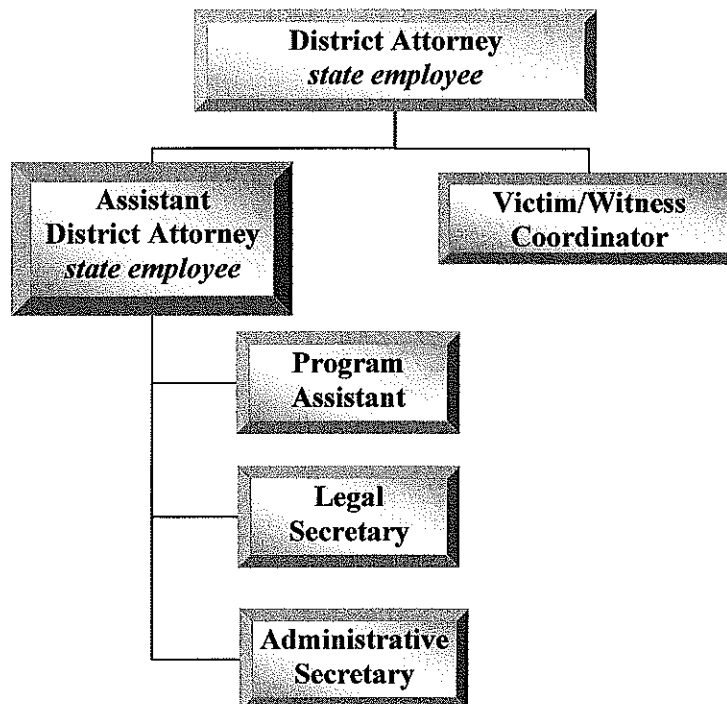 District Attorney
state employee
Assistant
District Attorney
state employee
Victim/Witness
Coordinator
Program
Assistant
Legal
Secretary
Administrative
Secretary